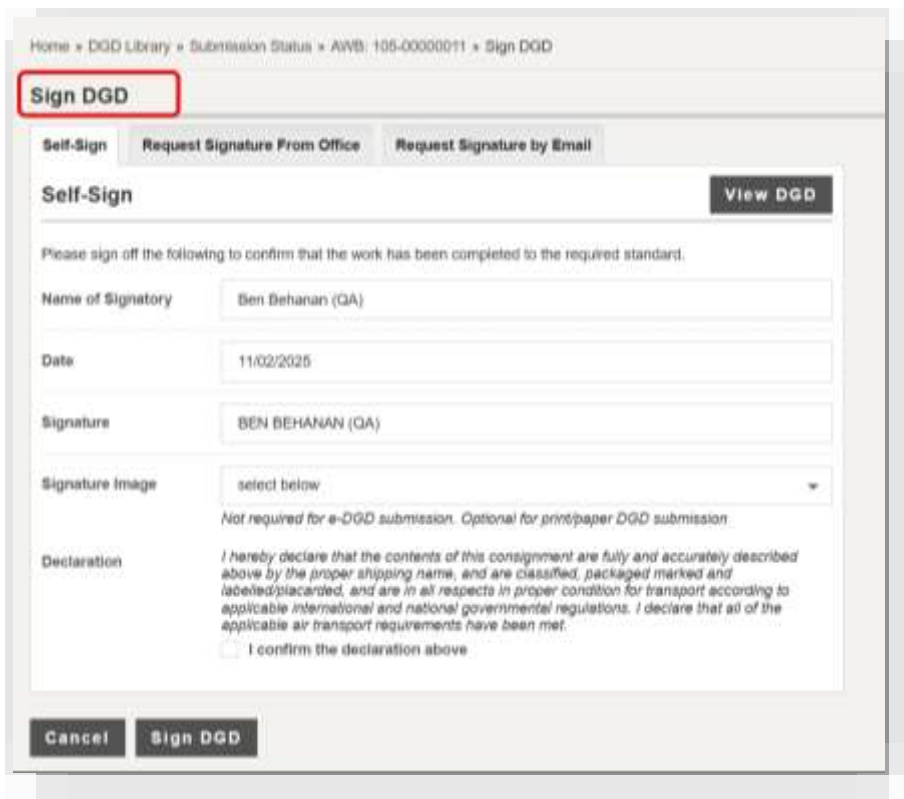 Home » DGD Library » Submission Status » AWB: 105-00000011 » Sign DGD
Sign DGD
Self-Sign
Request Signature From Office
Request Signature by Email
Self-Sign
View DGD
Please sign off the following to confirm that the work has been completed to the required standard.
Name of Signatory
Ben Behanan (QA)
Date
11/02/2025
Signature
BEN BEHANAN (QA)
Signature Image
select below
Not required for e-DGD submission. Optional for print/paper DGD submission
Declaration
I hereby declare that the contents of this consignment are fully and accurately described
above by the proper shipping name, and are classified, packaged marked and
labelled/placarded, and are in all respects in proper condition for transport according to
applicable international and national governmental regulations. I declare that all of the
applicable air transport requirements have been met.
I confirm the declaration above
Cancel
Sign DGD